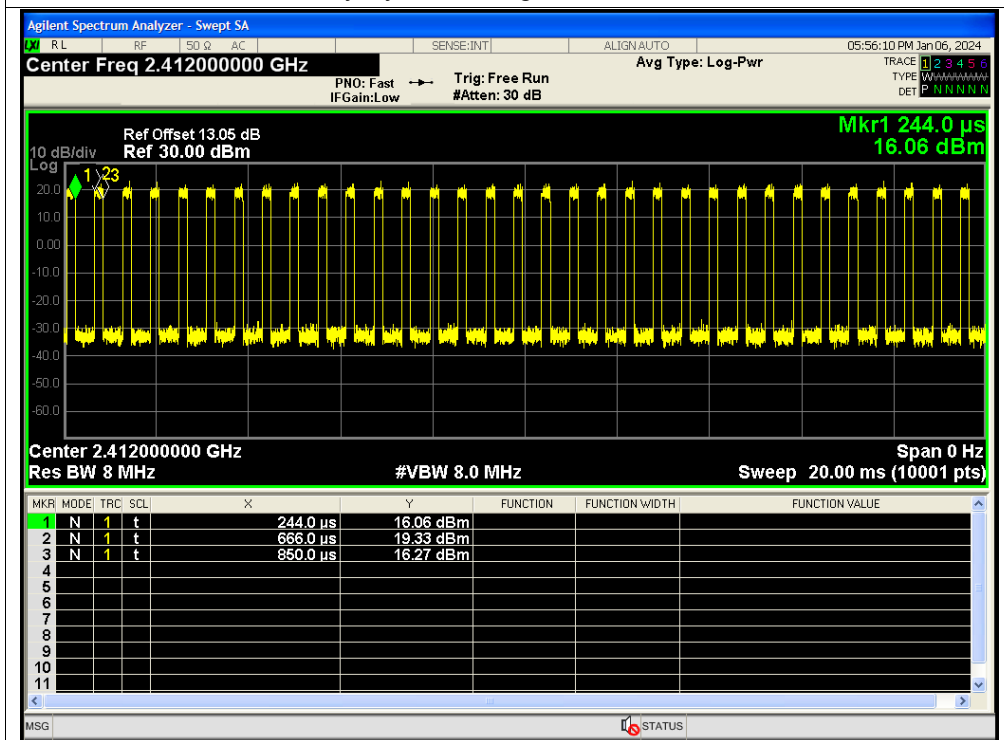 Agilent Spectrum Analyzer - Swept SA
LXI RL RF 50 Ω AC SENSE:INT ALIGN AUTO 05:56:10 PM Jan 06, 2024
Center Freq 2.412000000 GHz
PNO: Fast
IFGain:Low
Trig: Free Run
#Atten: 30 dB
Avg Type: Log-Pwr
TRACE 1 2 3 4 5 6
TYPE WWWWWW
DET P N N N N N
Mkr1 244.0 µs
16.06 dBm
Ref Offset 13.05 dB
10 dB/div Ref 30.00 dBm
Log
1 2 3
20.0
10.0
0.00
-10.0
-20.0
-30.0
-40.0
-50.0
-60.0
Center 2.412000000 GHz Span 0 Hz
Res BW 8 MHz #VBW 8.0 MHz Sweep 20.00 ms (10001 pts)
MKR MODE TRC SCL X Y FUNCTION FUNCTION WIDTH FUNCTION VALUE
1 N 1 t 244.0 µs 16.06 dBm
2 N 1 t 666.0 µs 19.33 dBm
3 N 1 t 850.0 µs 16.27 dBm
4
5
6
7
8
9
10
11
MSG STATUS